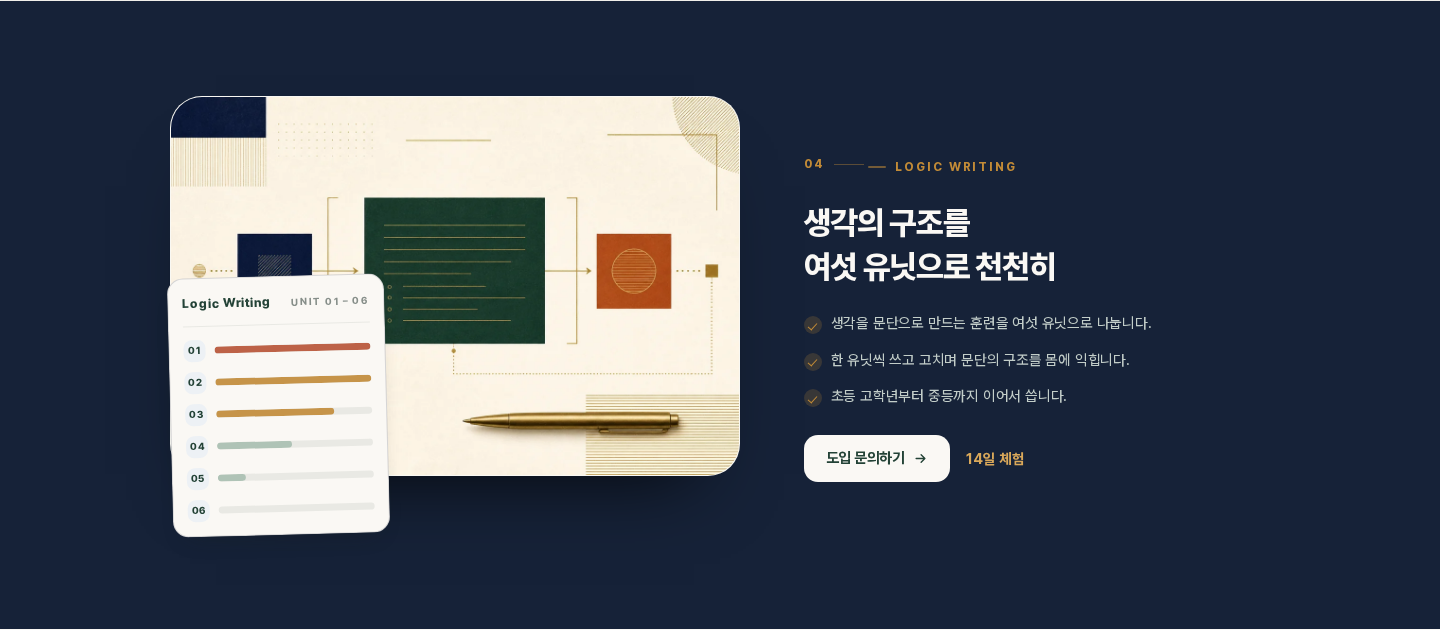 Logic Writing UNIT 01–06
01
02
03
04
05
06
04 LOGIC WRITING
생각의 구조를
여섯 유닛으로 천천히
생각을 문단으로 만드는 훈련을 여섯 유닛으로 나눕니다.
한 유닛씩 쓰고 고치며 문단의 구조를 몸에 익힙니다.
초등 고학년부터 중등까지 이어서 씁니다.
도입 문의하기 → 14일 체험